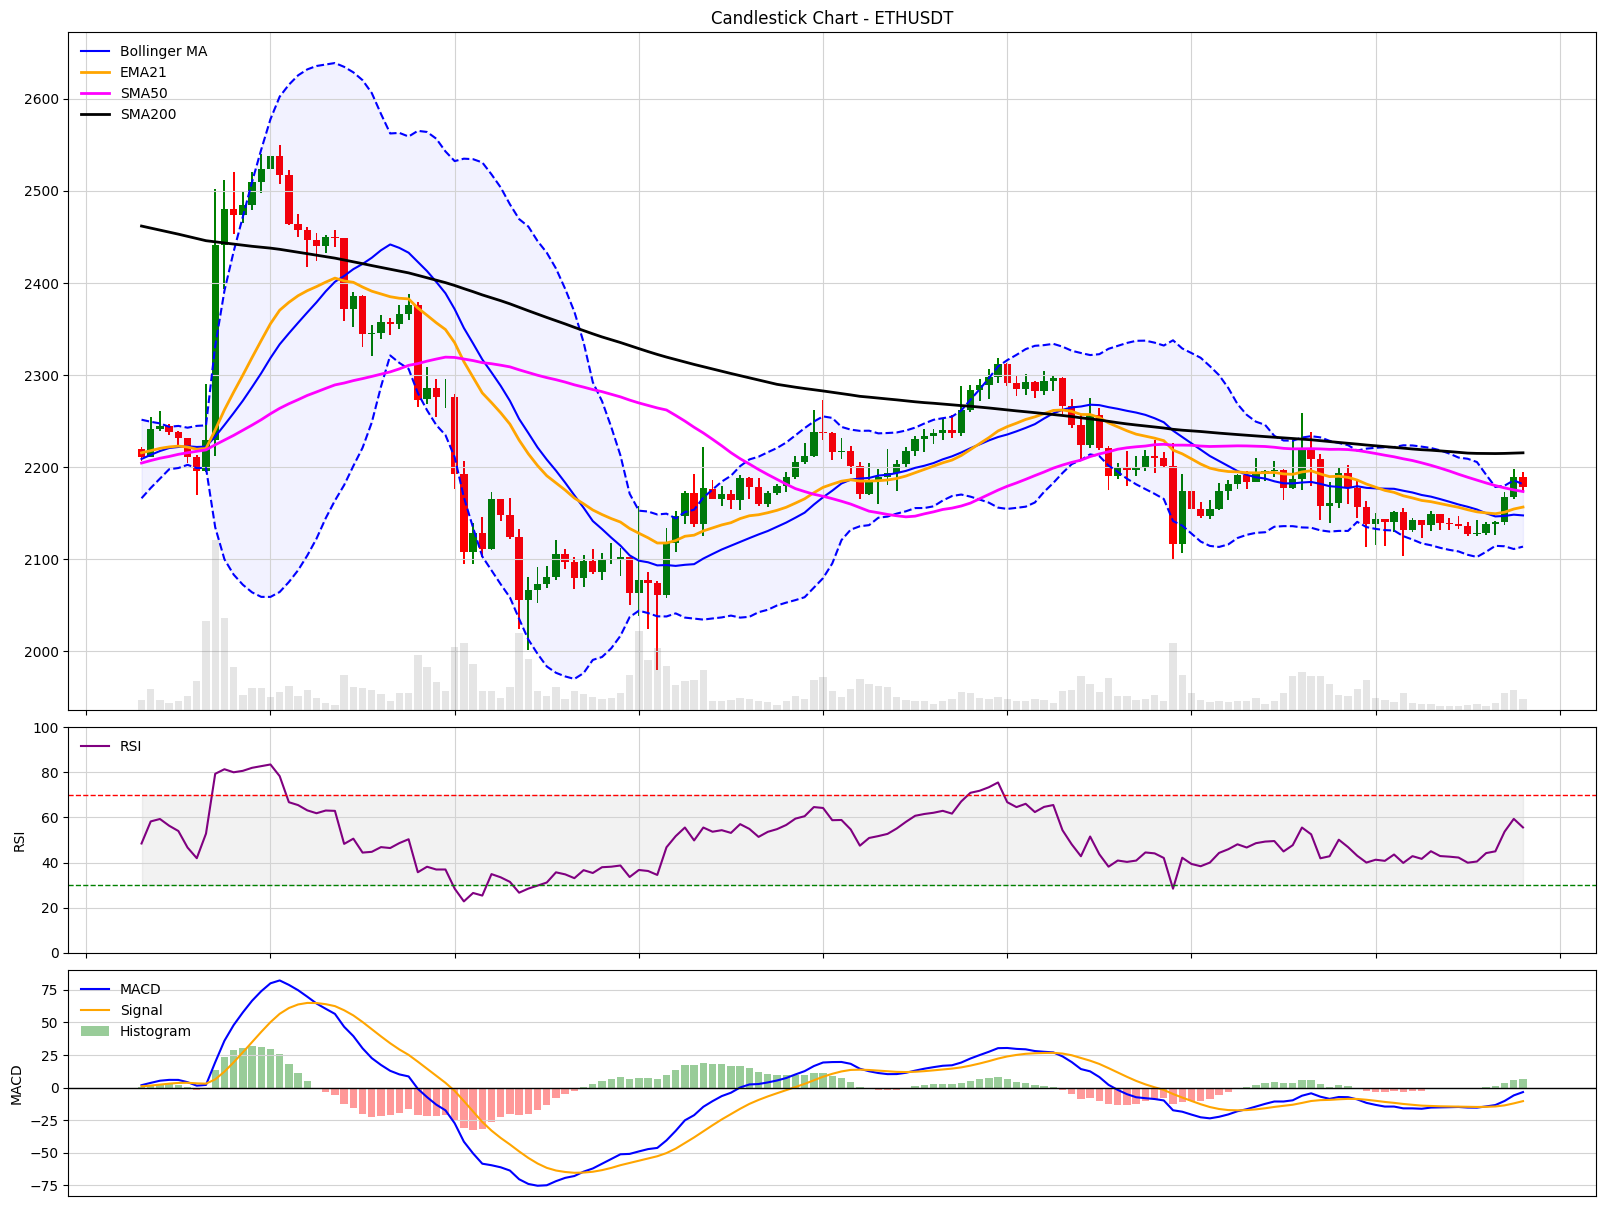 Candlestick Chart - ETHUSDT
Bollinger MA
EMA21
SMA50
SMA200
2600
2500
2400
2300
2200
2100
2000
RSI
100
80
60
40
20
0
RSI
MACD
Signal
Histogram
75
50
25
0
−25
−50
−75
MACD